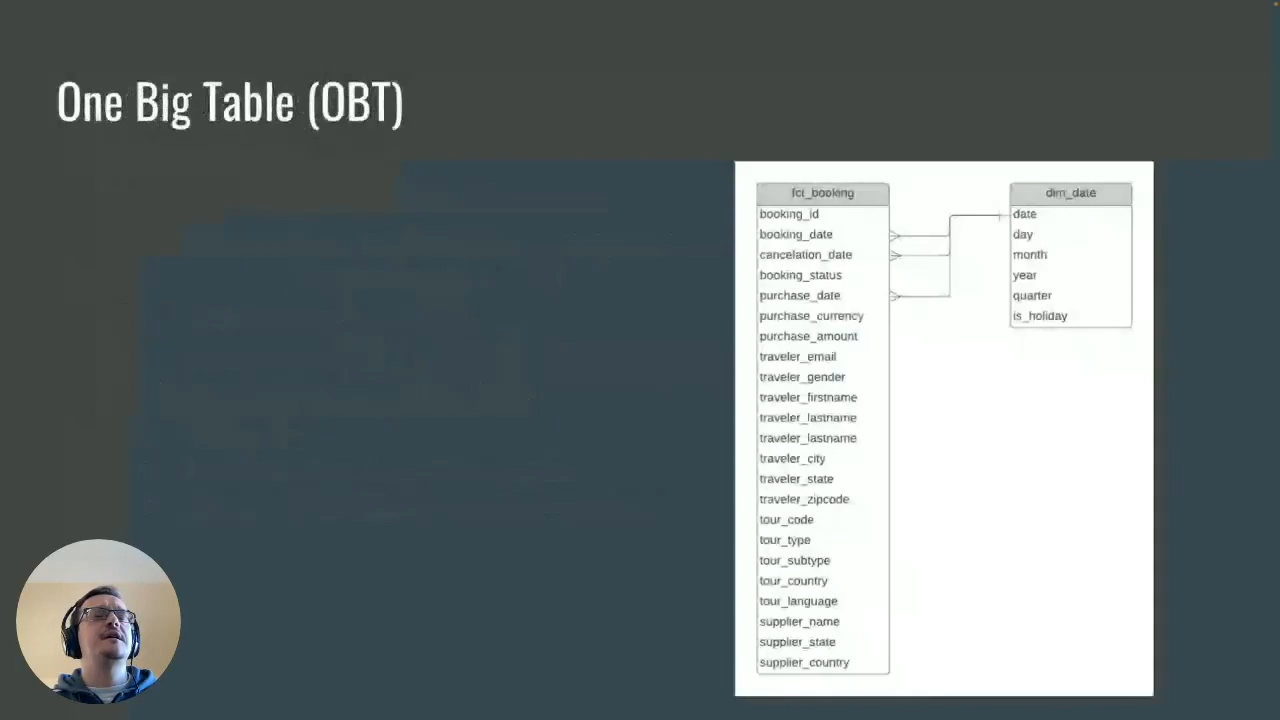 One Big Table (OBT)
fct_booking
booking_id
booking_date
cancelation_date
booking_status
purchase_date
purchase_currency
purchase_amount
traveler_email
traveler_gender
traveler_firstname
traveler_lastname
traveler_lastname
traveler_city
traveler_state
traveler_zipcode
tour_code
tour_type
tour_subtype
tour_country
tour_language
supplier_name
supplier_state
supplier_country
dim_date
date
day
month
year
quarter
is_holiday